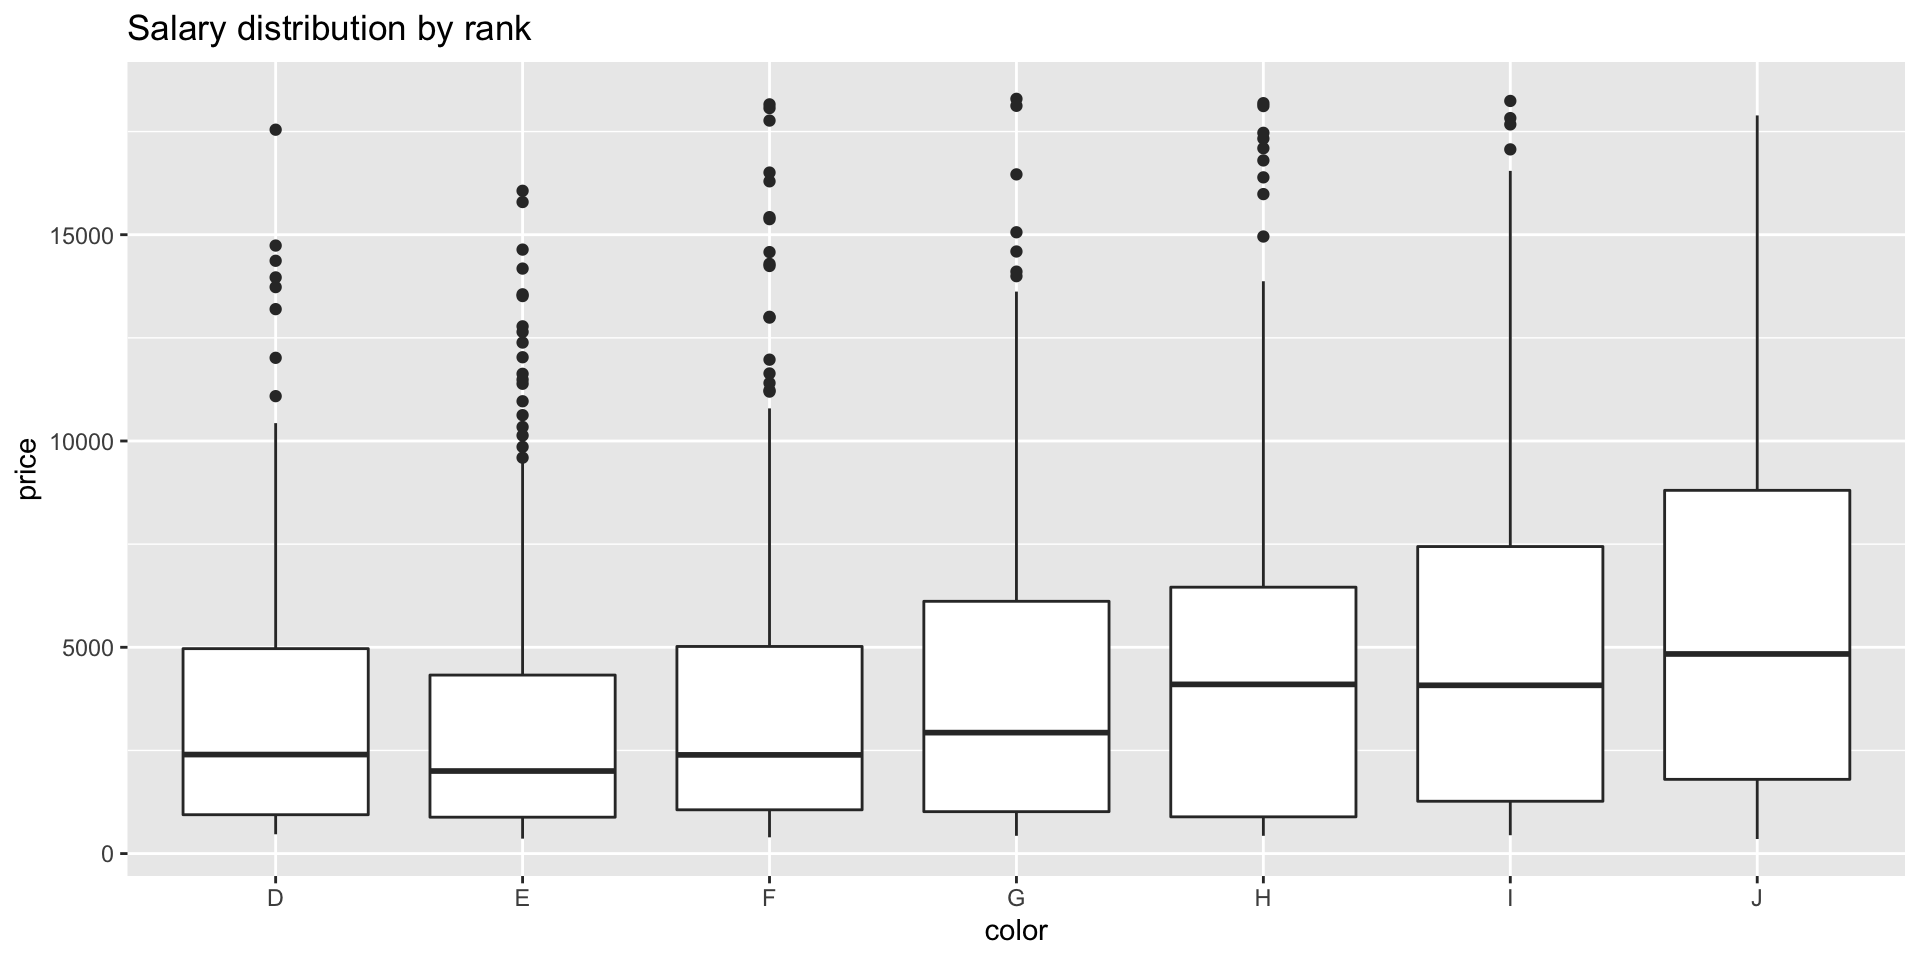 Salary distribution by rank
price
15000
10000
5000
0
D E F G H I J
color